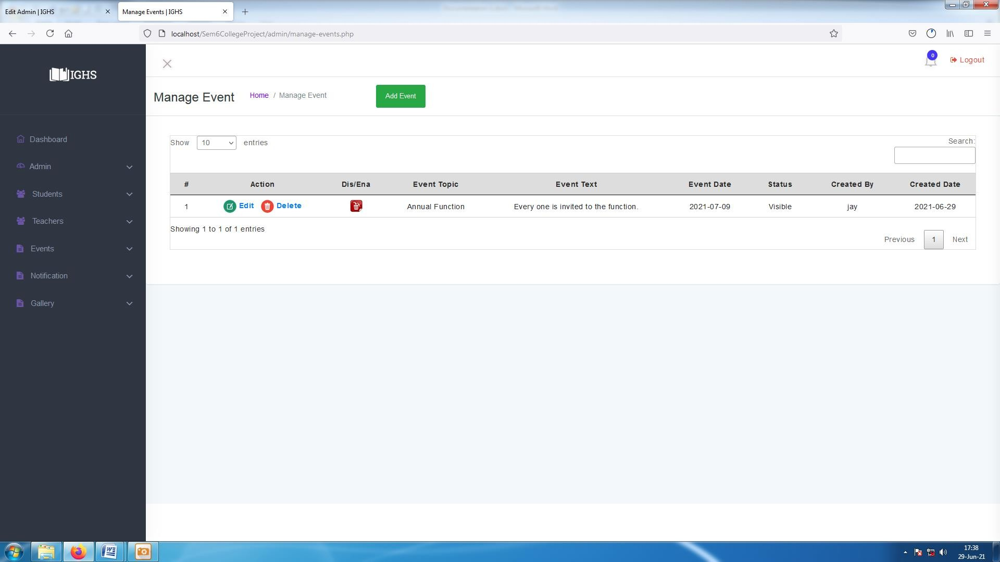 Edit Admin | IGHS
Manage Events | IGHS
localhost/Sem6CollegeProject/admin/manage-events.php
IGHS
0
Logout
Manage Event
Home / Manage Event
Add Event
Dashboard
Admin
Students
Teachers
Events
Notification
Gallery
Show 10 entries
Search:
# Action Dis/Ena Event Topic Event Text Event Date Status Created By Created Date
1 Edit Delete Annual Function Every one is invited to the function. 2021-07-09 Visible jay 2021-06-29
Showing 1 to 1 of 1 entries
Previous 1 Next
17:38
29-Jun-21